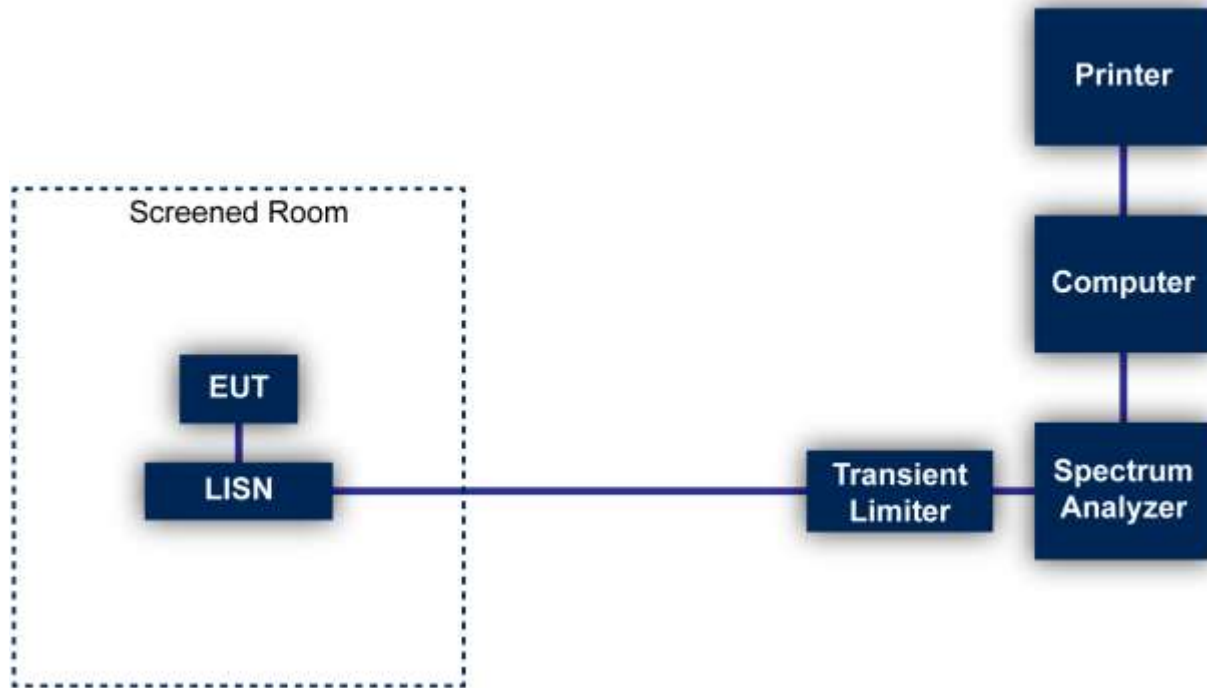 Printer
Screened Room
Computer
EUT
LISN
Transient
Limiter
Spectrum
Analyzer